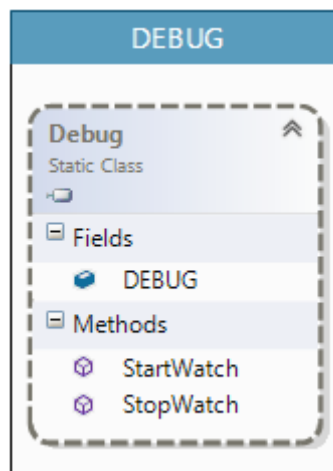 DEBUG
Debug
Static Class
Fields
DEBUG
Methods
StartWatch
StopWatch